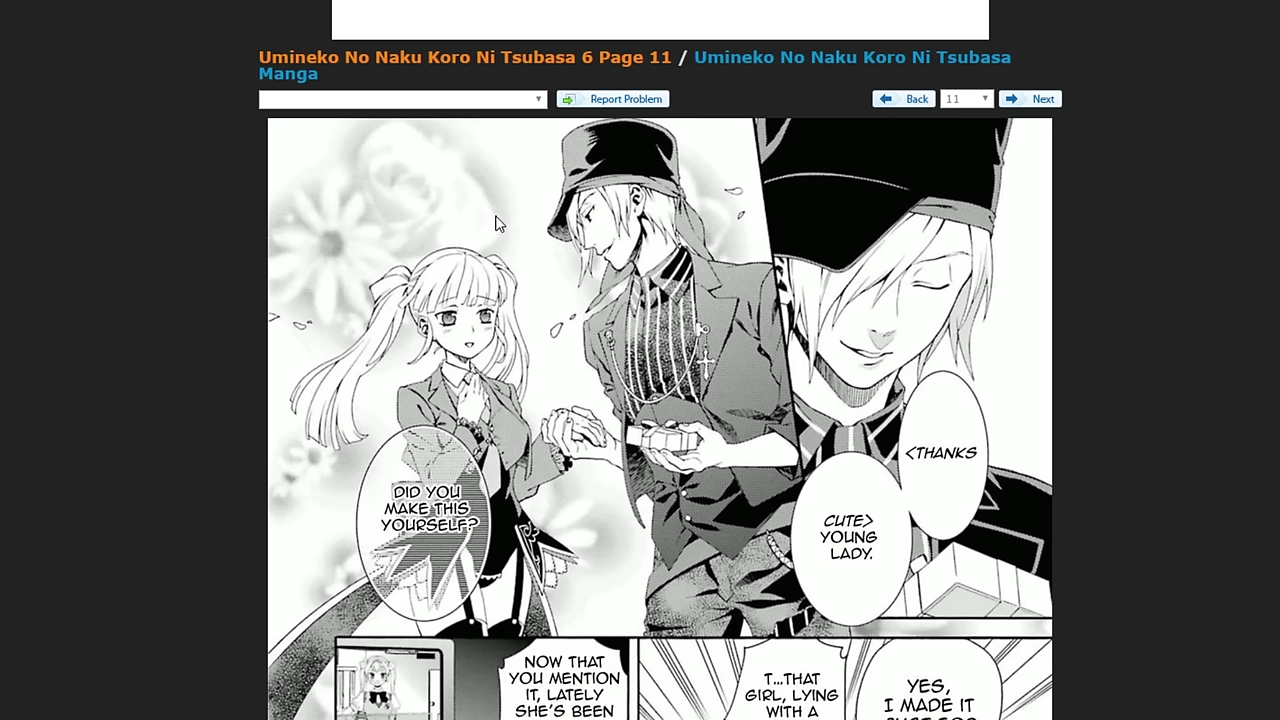 Umineko No Naku Koro Ni Tsubasa 6 Page 11 / Umineko No Naku Koro Ni Tsubasa
Manga
Report Problem
Back
11
Next
<THANKS
CUTE>
YOUNG
LADY.
DID YOU
MAKE THIS
YOURSELF?
YES,
I MADE IT
T...THAT
GIRL, LYING
WITH A
NOW THAT
YOU MENTION
IT, LATELY
SHE'S BEEN